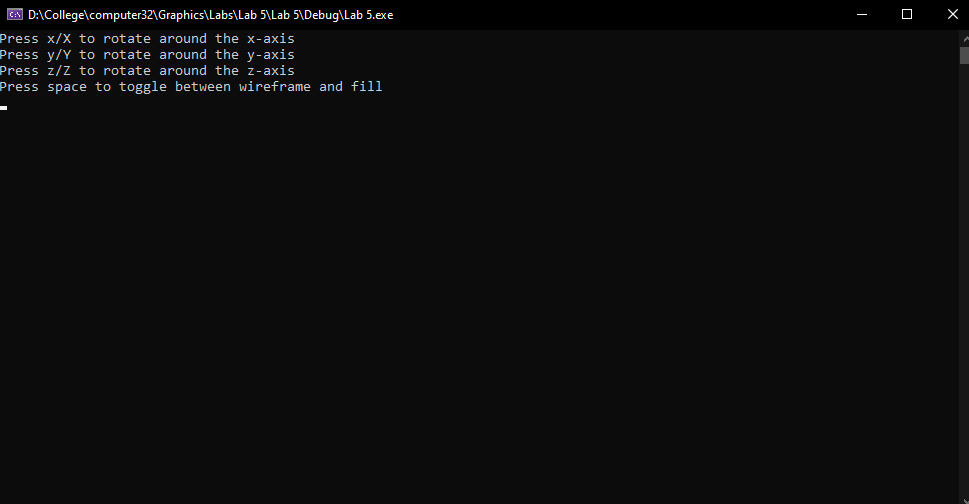 D:\College\computer32\Graphics\Labs\Lab 5\Lab 5\Debug\Lab 5.exe
Press x/X to rotate around the x-axis
Press y/Y to rotate around the y-axis
Press z/Z to rotate around the z-axis
Press space to toggle between wireframe and fill